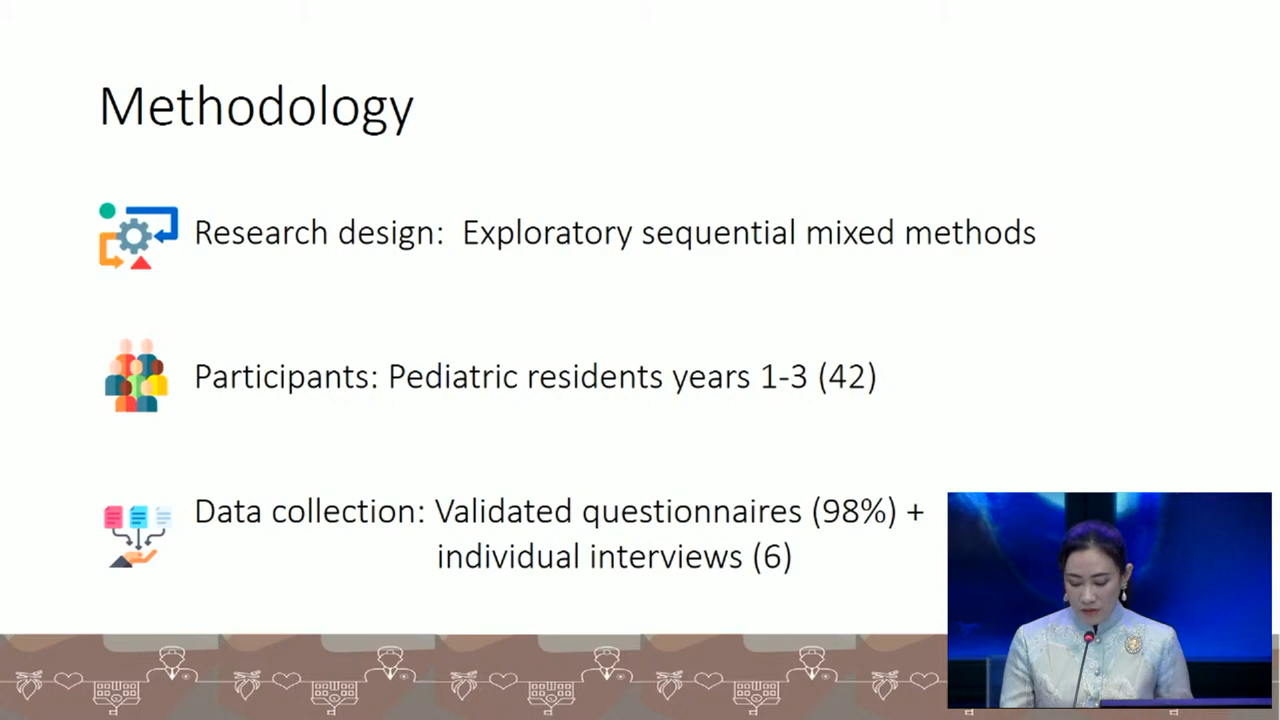 Methodology
Research design: Exploratory sequential mixed methods
Participants: Pediatric residents years 1-3 (42)
Data collection: Validated questionnaires (98%) +
individual interviews (6)